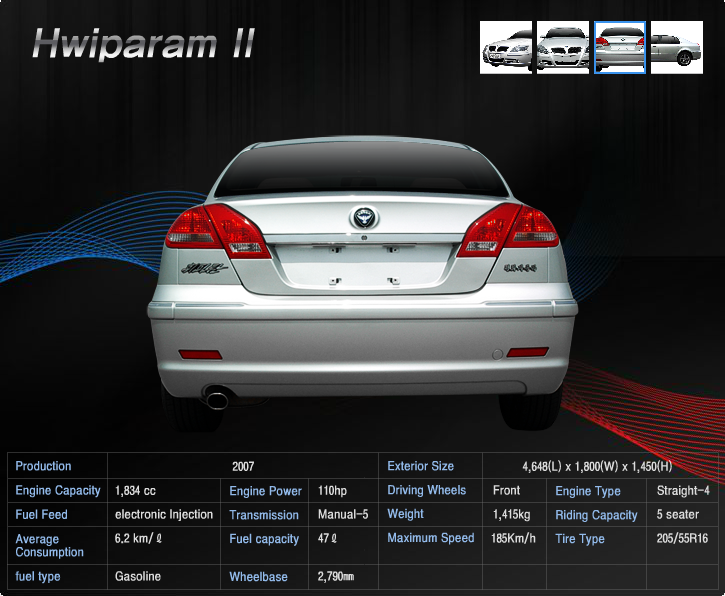 Hwiparam II
Production 2007 Exterior Size 4,648(L) x 1,800(W) x 1,450(H)
Engine Capacity 1,834 cc Engine Power 110hp Driving Wheels Front Engine Type Straight-4
Fuel Feed electronic Injection Transmission Manual-5 Weight 1,415kg Riding Capacity 5 seater
Average Consumption 6,2 km/ℓ Fuel capacity 47ℓ Maximum Speed 185Km/h Tire Type 205/55R16
fuel type Gasoline Wheelbase 2,790mm